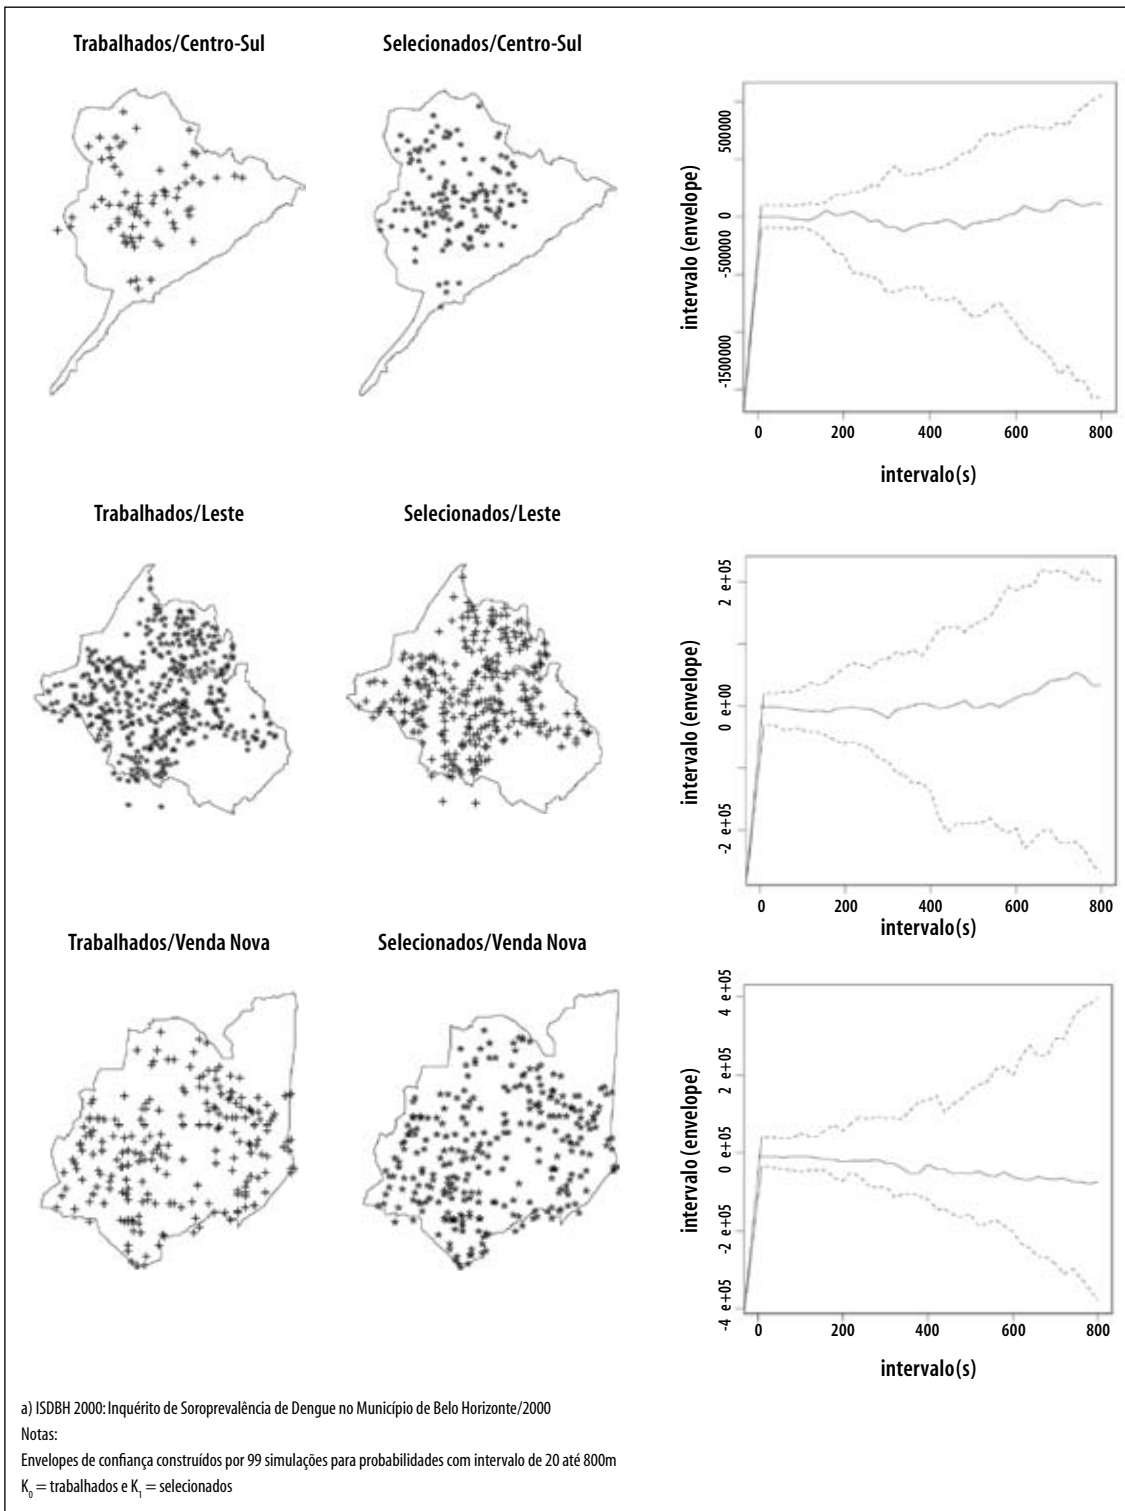 Trabalhados/Centro-Sul
Selecionados/Centro-Sul
intervalo (envelope)
500000
0
-500000
-1500000
0 200 400 600 800
intervalo(s)
Trabalhados/Leste
Selecionados/Leste
intervalo (envelope)
2 e+05
0 e+00
-2 e+05
0 200 400 600 800
intervalo(s)
Trabalhados/Venda Nova
Selecionados/Venda Nova
intervalo (envelope)
4 e+05
2 e+05
0 e+05
-2 e+05
-4 e+05
0 200 400 600 800
intervalo(s)
a) ISDBH 2000: Inquérito de Soroprevalência de Dengue no Município de Belo Horizonte/2000
Notas:
Envelopes de confiança construídos por 99 simulações para probabilidades com intervalo de 20 até 800m
K₀ = trabalhados e K₁ = selecionados